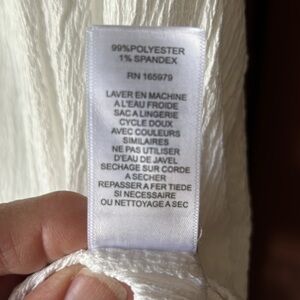 99%POLYESTER
1% SPANDEX
RN 165979
LAVER EN MACHINE
A L'EAU FROIDE
SAC A LINGERIE
CYCLE DOUX
AVEC COULEURS
SIMILAIRES
NE PAS UTILISER
D'EAU DE JAVEL
SECHAGE SUR CORDE
A SECHER
REPASSER A FER TIEDE
SI NECESSAIRE
OU NETTOYAGE A SEC